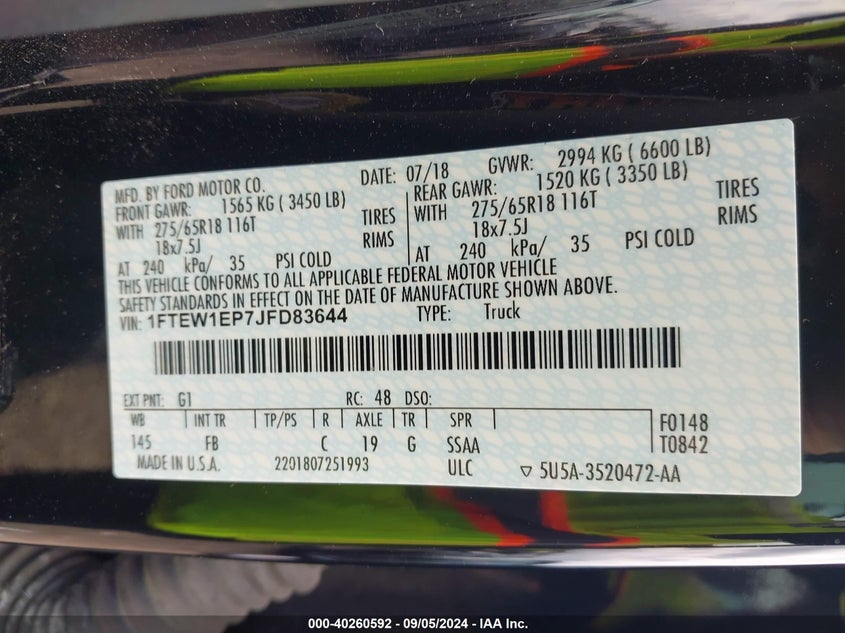 MFD. BY FORD MOTOR CO. DATE: 07/18 GVWR: 2994 KG ( 6600 LB)
FRONT GAWR: 1565 KG ( 3450 LB) REAR GAWR: 1520 KG ( 3350 LB)
WITH 275/65R18 116T TIRES WITH 275/65R18 116T TIRES
18x7.5J RIMS 18x7.5J RIMS
AT 240 kPa/ 35 PSI COLD AT 240 kPa/ 35 PSI COLD
THIS VEHICLE CONFORMS TO ALL APPLICABLE FEDERAL MOTOR VEHICLE
SAFETY STANDARDS IN EFFECT ON THE DATE OF MANUFACTURE SHOWN ABOVE.
VIN: 1FTEW1EP7JFD83644 TYPE: Truck
EXT PNT: G1 RC: 48 DSO:
WB INT TR TP/PS R AXLE TR SPR F0148
145 FB C 19 G SSAA T0842
MADE IN U.S.A. 2201807251993 ULC ▽ 5U5A-3520472-AA
000-40260592 - 09/05/2024 - IAA Inc.